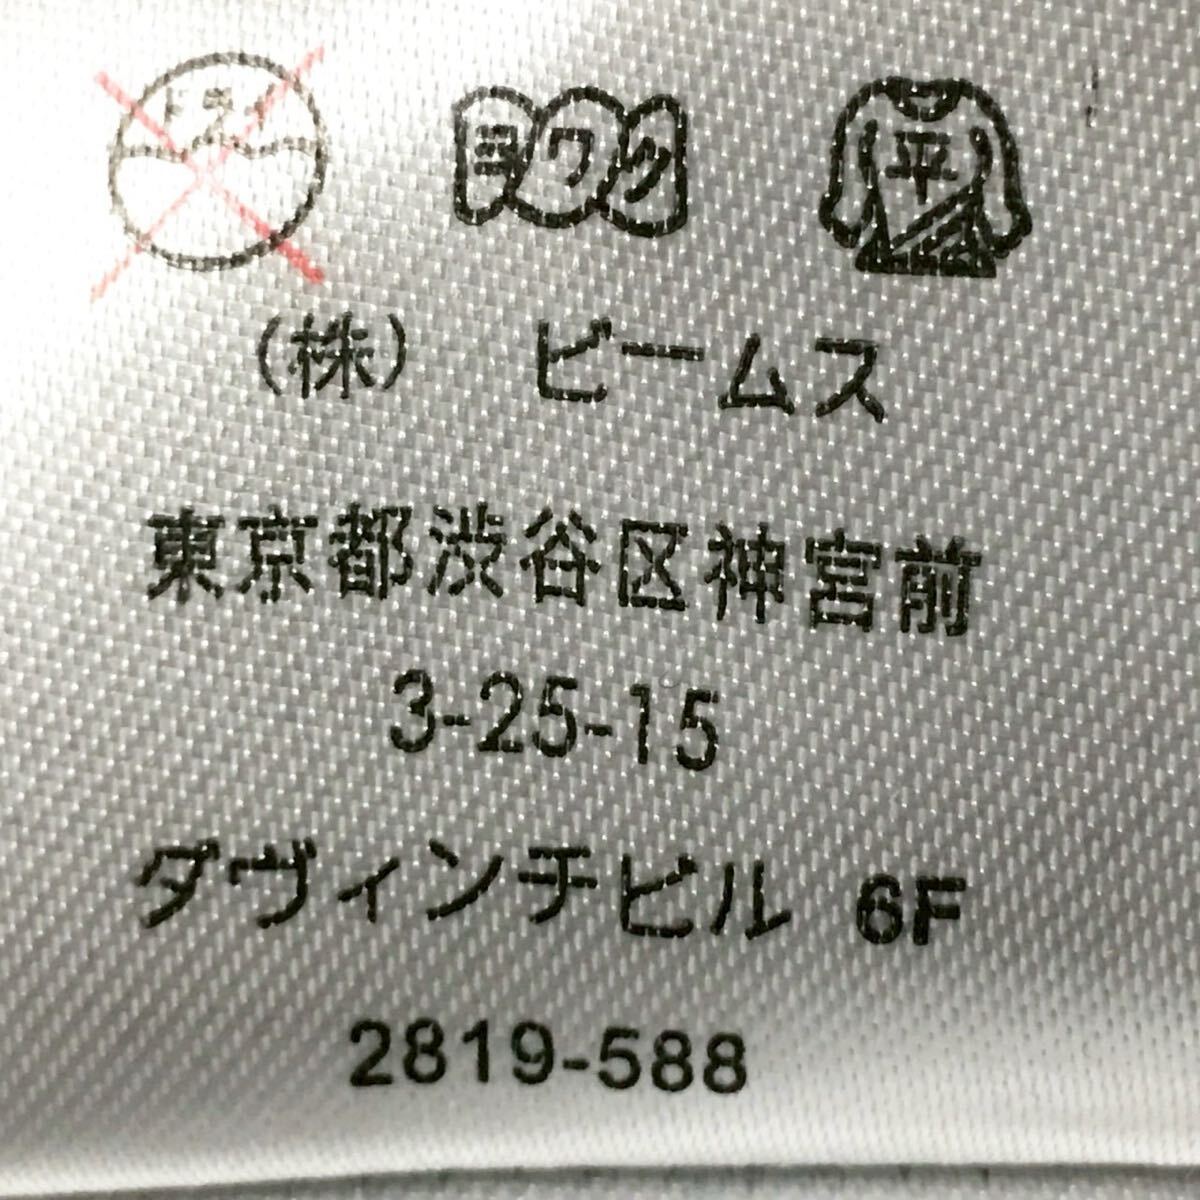 ドライ ヨワク 平
(株) ビームス
東京都渋谷区神宮前
3-25-15
ダヴィンチビル 6F
2819-588